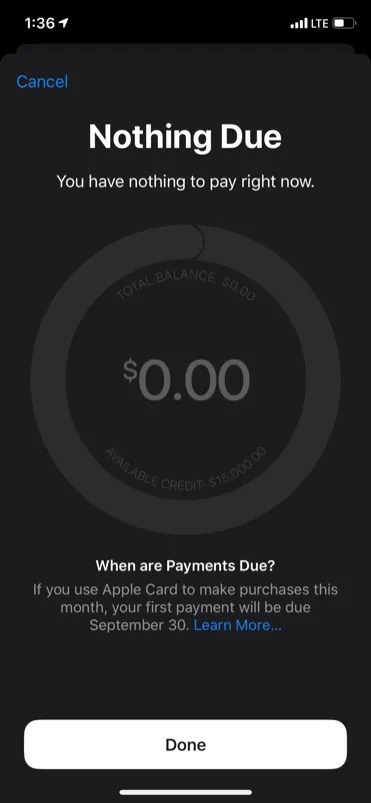 1:36
LTE
Cancel
Nothing Due
You have nothing to pay right now.
TOTAL BALANCE: $0.00
$0.00
AVAILABLE CREDIT: $15,000.00
When are Payments Due?
If you use Apple Card to make purchases this
month, your first payment will be due
September 30. Learn More...
Done